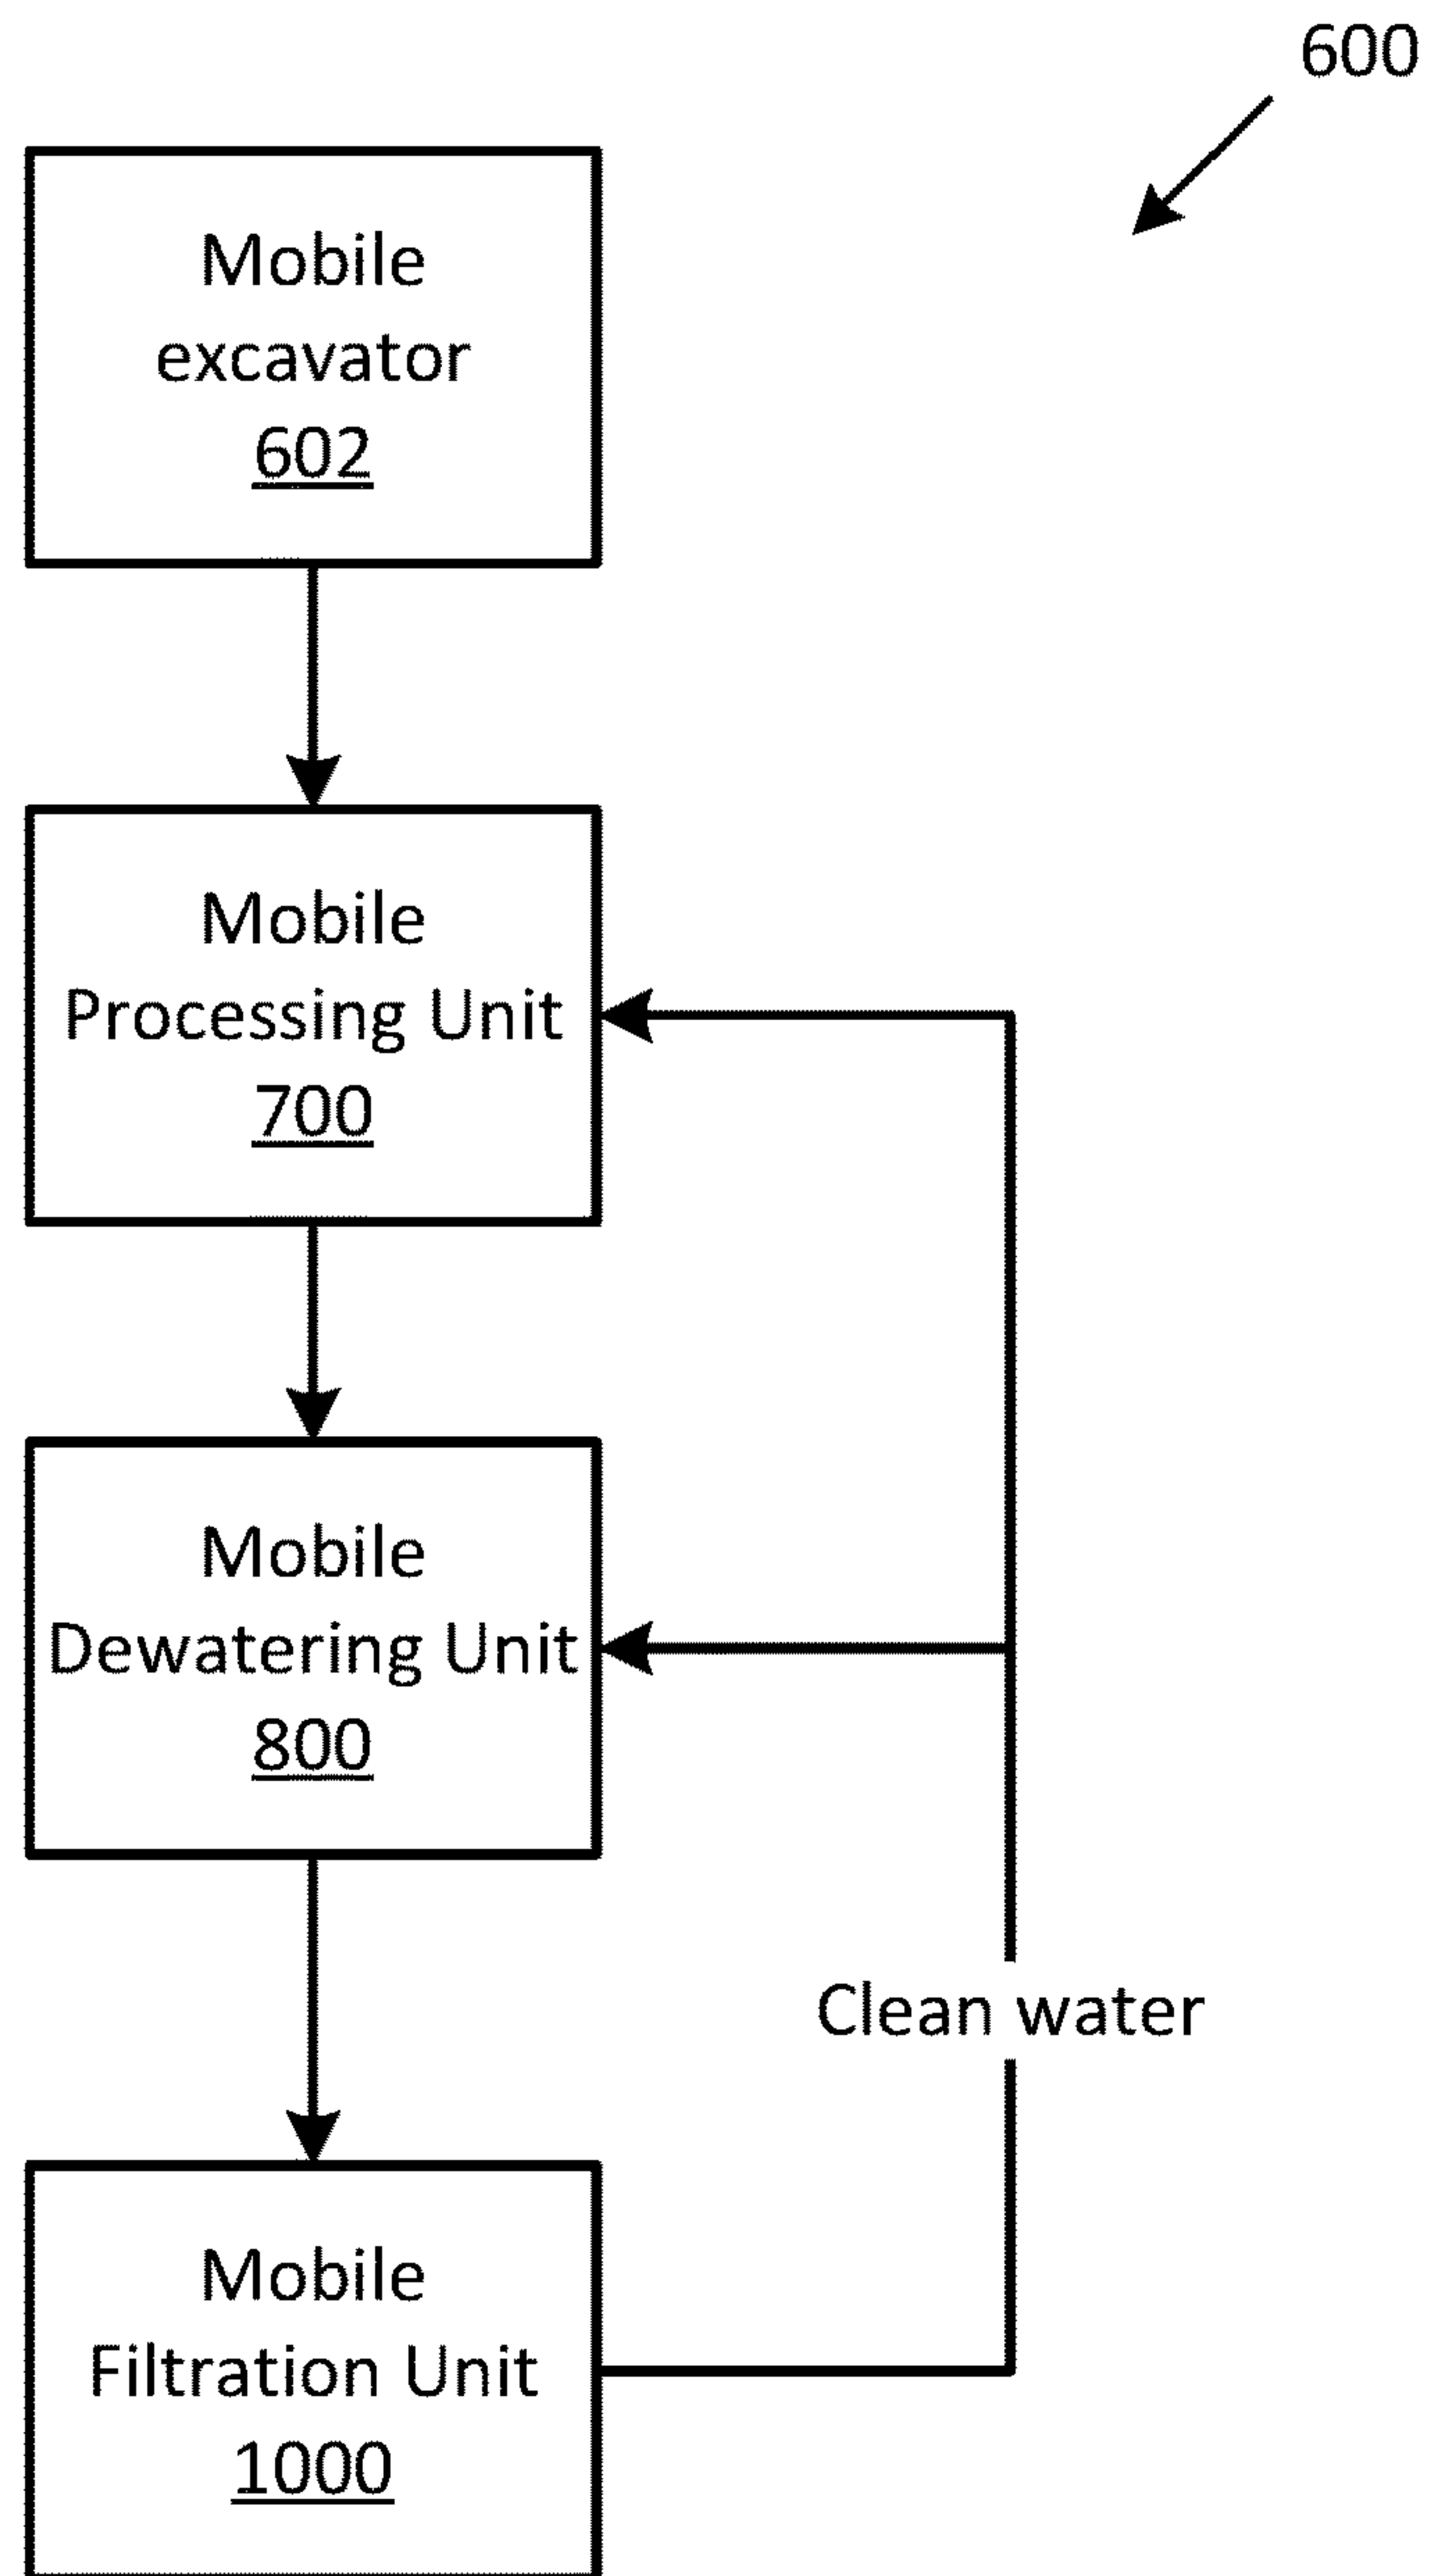 600
Mobile
excavator
602
Mobile
Processing Unit
700
Mobile
Dewatering Unit
800
Clean water
Mobile
Filtration Unit
1000